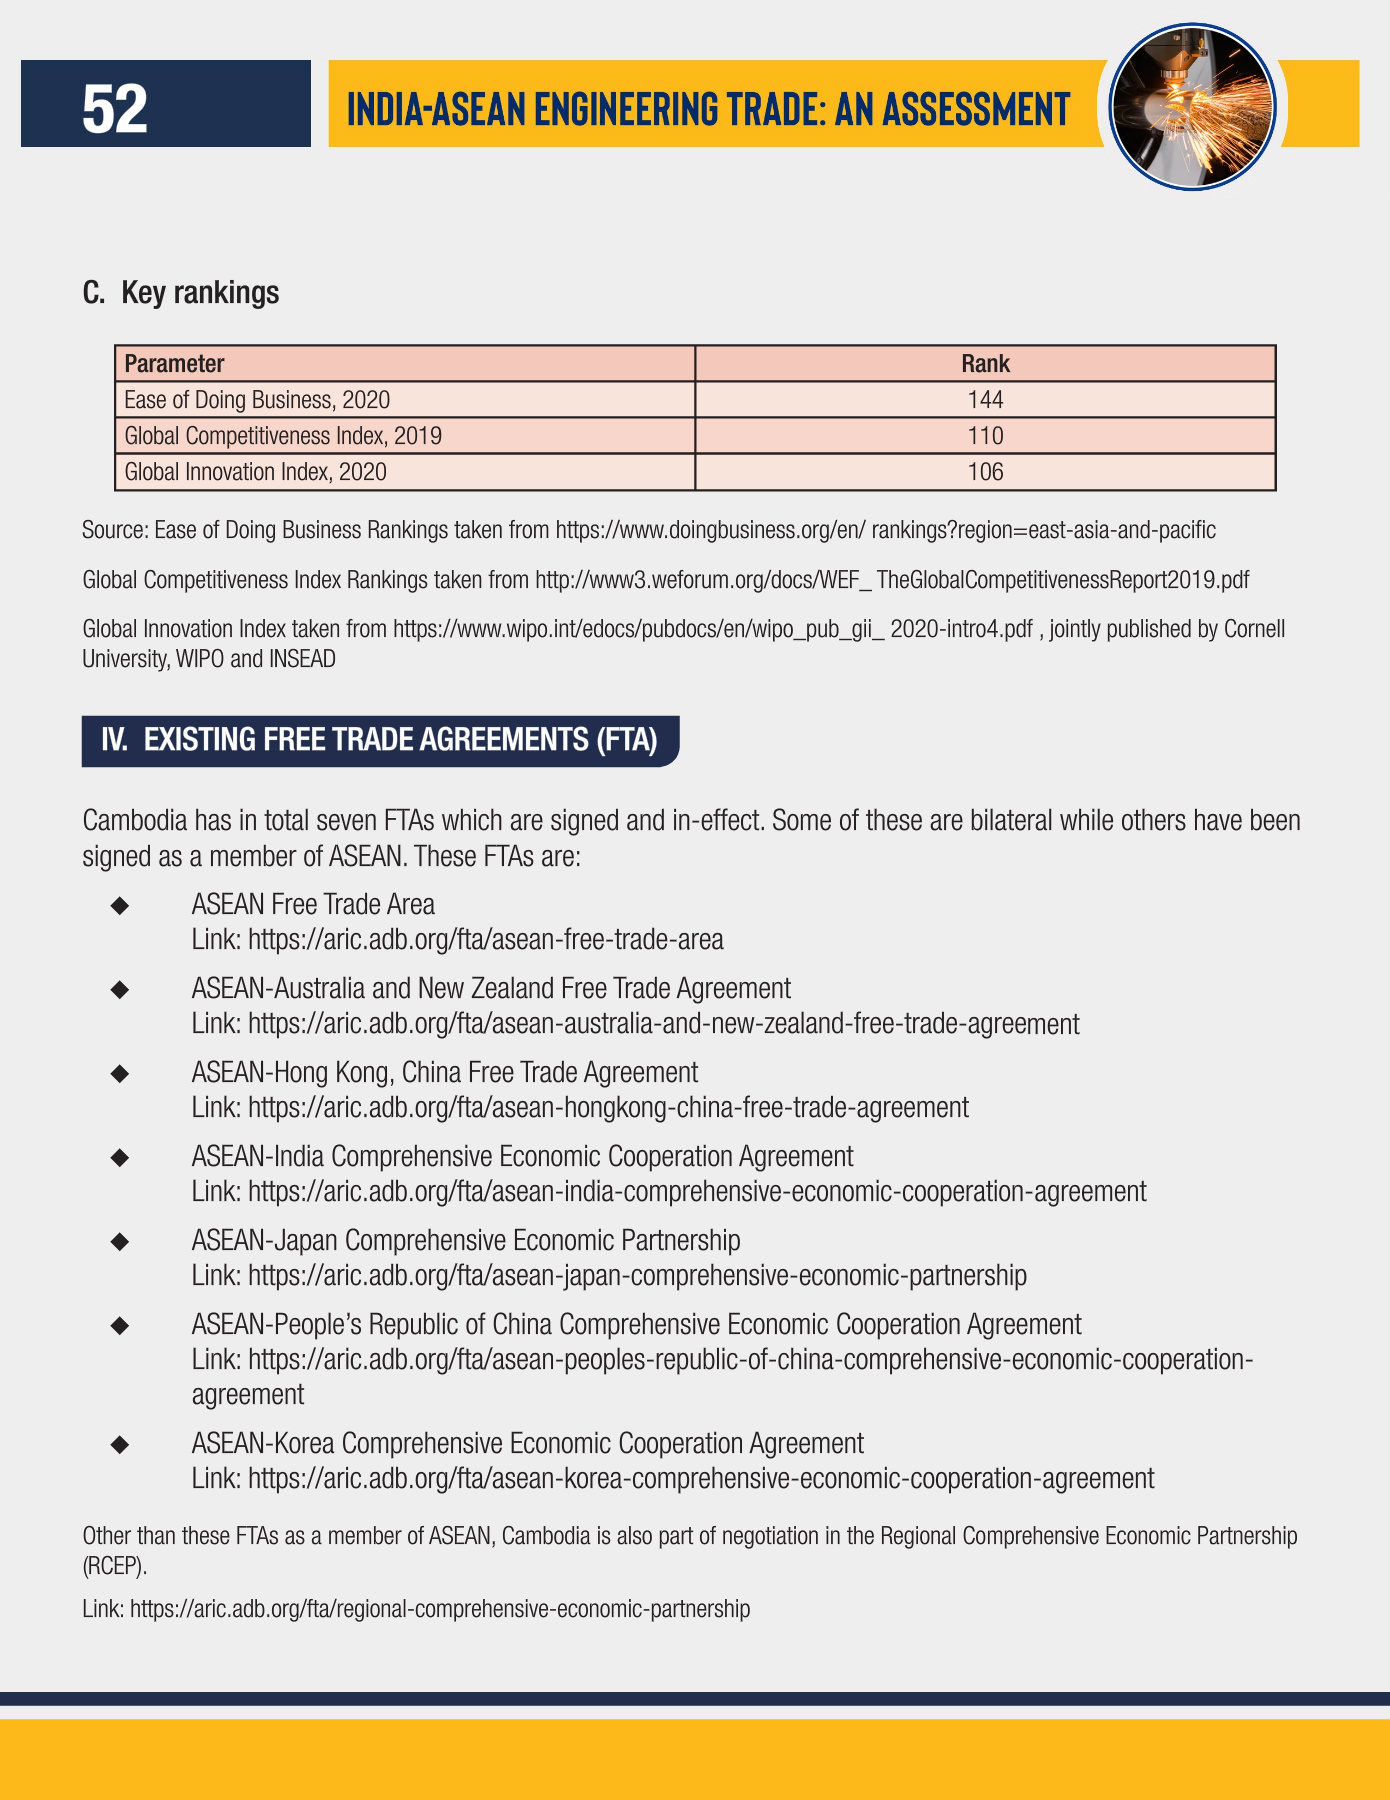 52
INDIA-ASEAN ENGINEERING TRADE: AN ASSESSMENT
C. Key rankings
Parameter Rank
Ease of Doing Business, 2020 144
Global Competitiveness Index, 2019 110
Global Innovation Index, 2020 106
Source: Ease of Doing Business Rankings taken from https://www.doingbusiness.org/en/ rankings?region=east-asia-and-pacific
Global Competitiveness Index Rankings taken from http://www3.weforum.org/docs/WEF_ TheGlobalCompetitivenessReport2019.pdf
Global Innovation Index taken from https://www.wipo.int/edocs/pubdocs/en/wipo_pub_gii_ 2020-intro4.pdf , jointly published by Cornell
University, WIPO and INSEAD
IV. EXISTING FREE TRADE AGREEMENTS (FTA)
Cambodia has in total seven FTAs which are signed and in-effect. Some of these are bilateral while others have been
signed as a member of ASEAN. These FTAs are:
◆ ASEAN Free Trade Area
Link: https://aric.adb.org/fta/asean-free-trade-area
◆ ASEAN-Australia and New Zealand Free Trade Agreement
Link: https://aric.adb.org/fta/asean-australia-and-new-zealand-free-trade-agreement
◆ ASEAN-Hong Kong, China Free Trade Agreement
Link: https://aric.adb.org/fta/asean-hongkong-china-free-trade-agreement
◆ ASEAN-India Comprehensive Economic Cooperation Agreement
Link: https://aric.adb.org/fta/asean-india-comprehensive-economic-cooperation-agreement
◆ ASEAN-Japan Comprehensive Economic Partnership
Link: https://aric.adb.org/fta/asean-japan-comprehensive-economic-partnership
◆ ASEAN-People’s Republic of China Comprehensive Economic Cooperation Agreement
Link: https://aric.adb.org/fta/asean-peoples-republic-of-china-comprehensive-economic-cooperation-
agreement
◆ ASEAN-Korea Comprehensive Economic Cooperation Agreement
Link: https://aric.adb.org/fta/asean-korea-comprehensive-economic-cooperation-agreement
Other than these FTAs as a member of ASEAN, Cambodia is also part of negotiation in the Regional Comprehensive Economic Partnership
(RCEP).
Link: https://aric.adb.org/fta/regional-comprehensive-economic-partnership